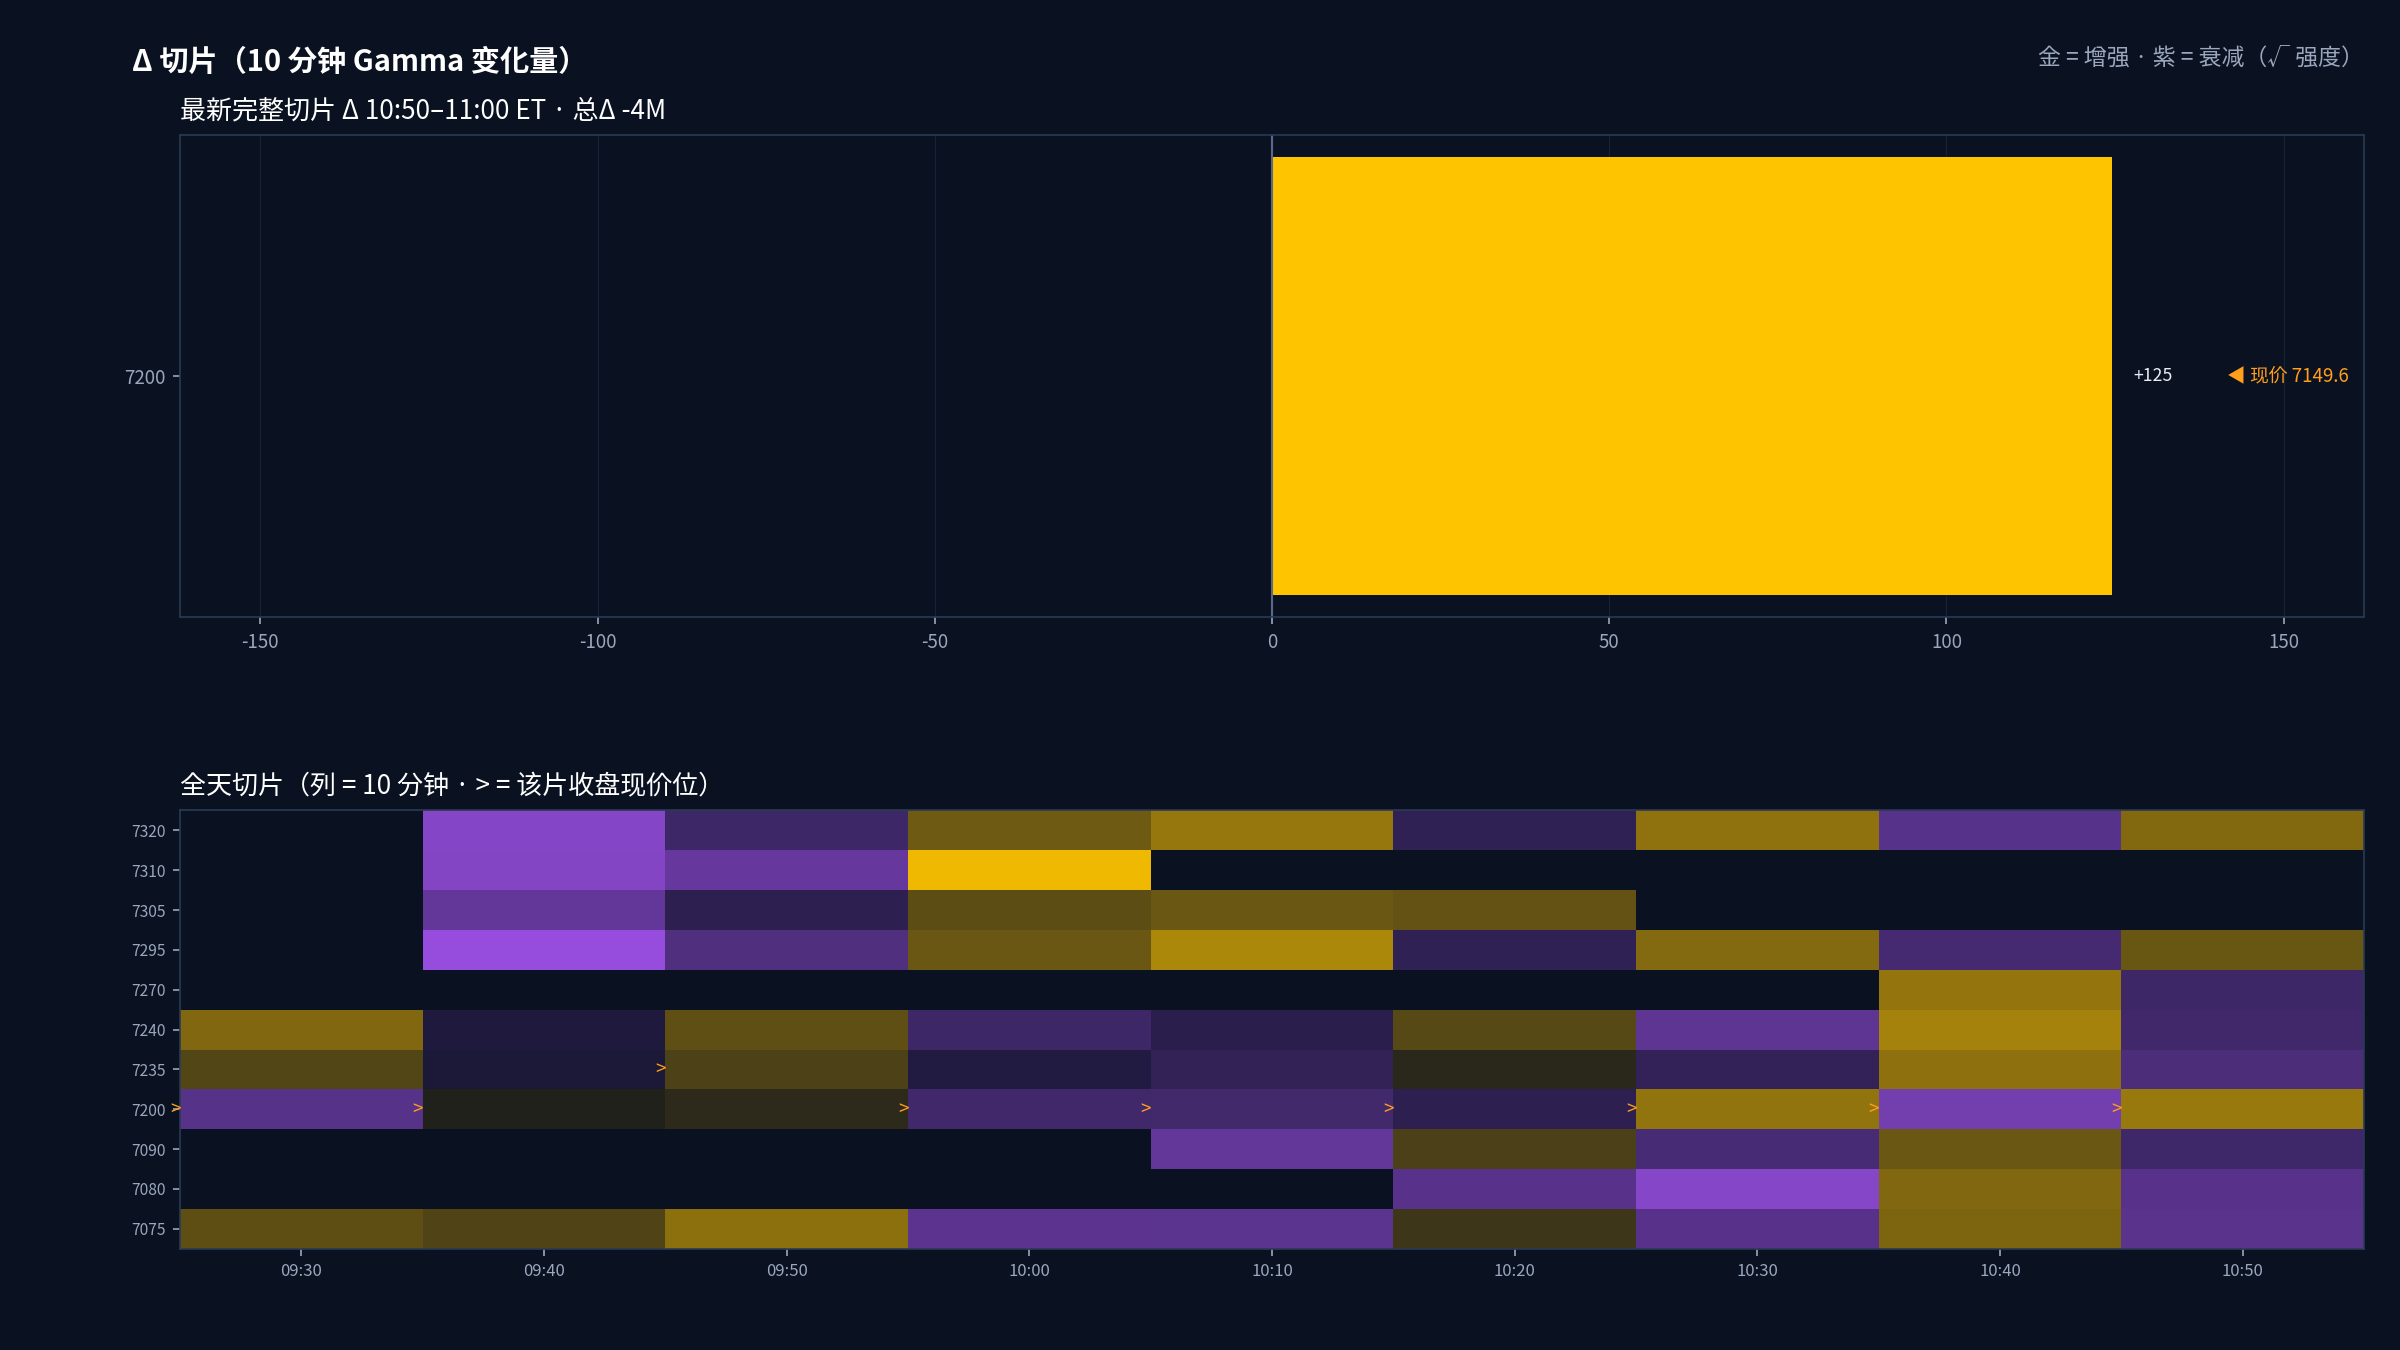 Δ 切片（10 分钟 Gamma 变化量）
金 = 增强 · 紫 = 衰减（√ 强度）
最新完整切片 Δ 10:50–11:00 ET · 总Δ -4M
7200
+125
◀ 现价 7149.6
-150 -100 -50 0 50 100 150
全天切片（列 = 10 分钟 · > = 该片收盘现价位）
7320
7310
7305
7295
7270
7240
7235
>
7200
> > > > > > > >
7090
7080
7075
09:30 09:40 09:50 10:00 10:10 10:20 10:30 10:40 10:50